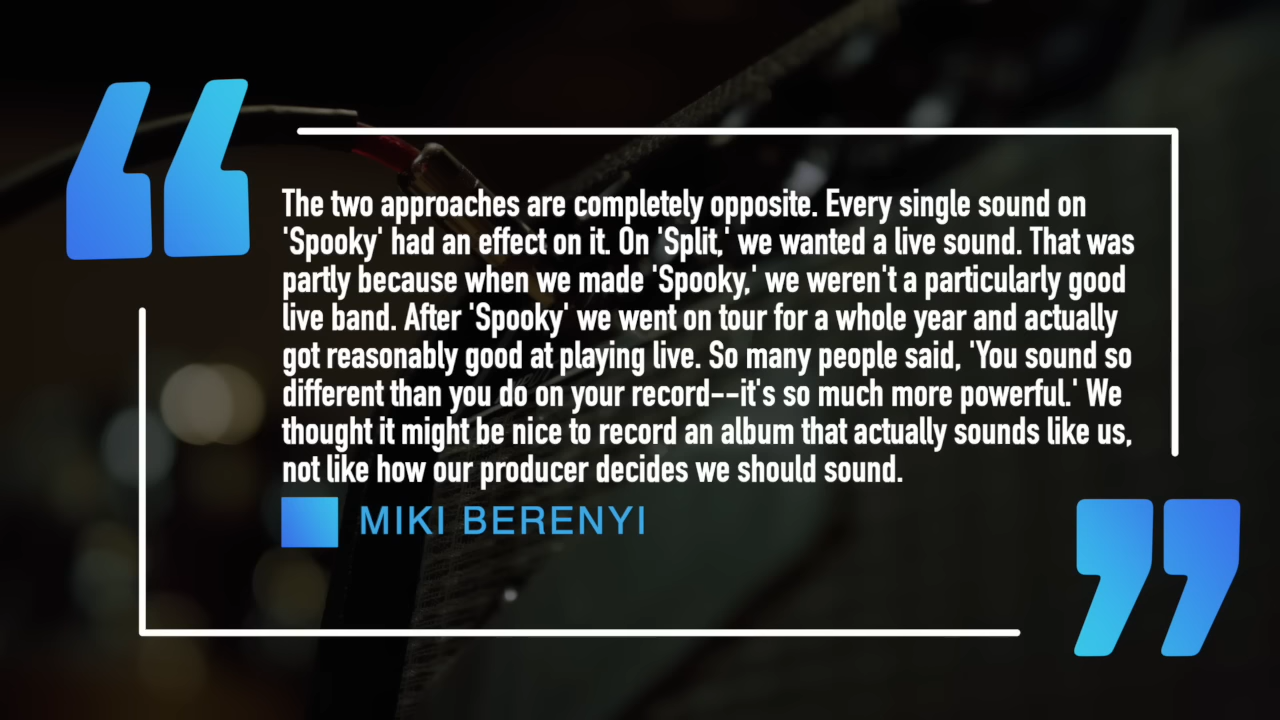 The two approaches are completely opposite. Every single sound on
'Spooky' had an effect on it. On 'Split,' we wanted a live sound. That was
partly because when we made 'Spooky,' we weren't a particularly good
live band. After 'Spooky' we went on tour for a whole year and actually
got reasonably good at playing live. So many people said, 'You sound so
different than you do on your record--it's so much more powerful.' We
thought it might be nice to record an album that actually sounds like us,
not like how our producer decides we should sound.
MIKI BERENYI